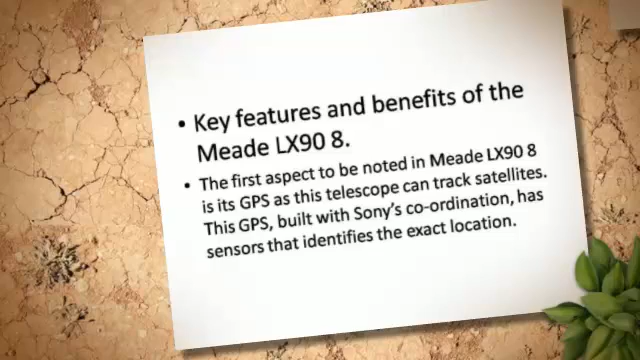 • Key features and benefits of the
Meade LX90 8.
• The first aspect to be noted in Meade LX90 8
is its GPS as this telescope can track satellites.
This GPS, built with Sony's co-ordination, has
sensors that identifies the exact location.